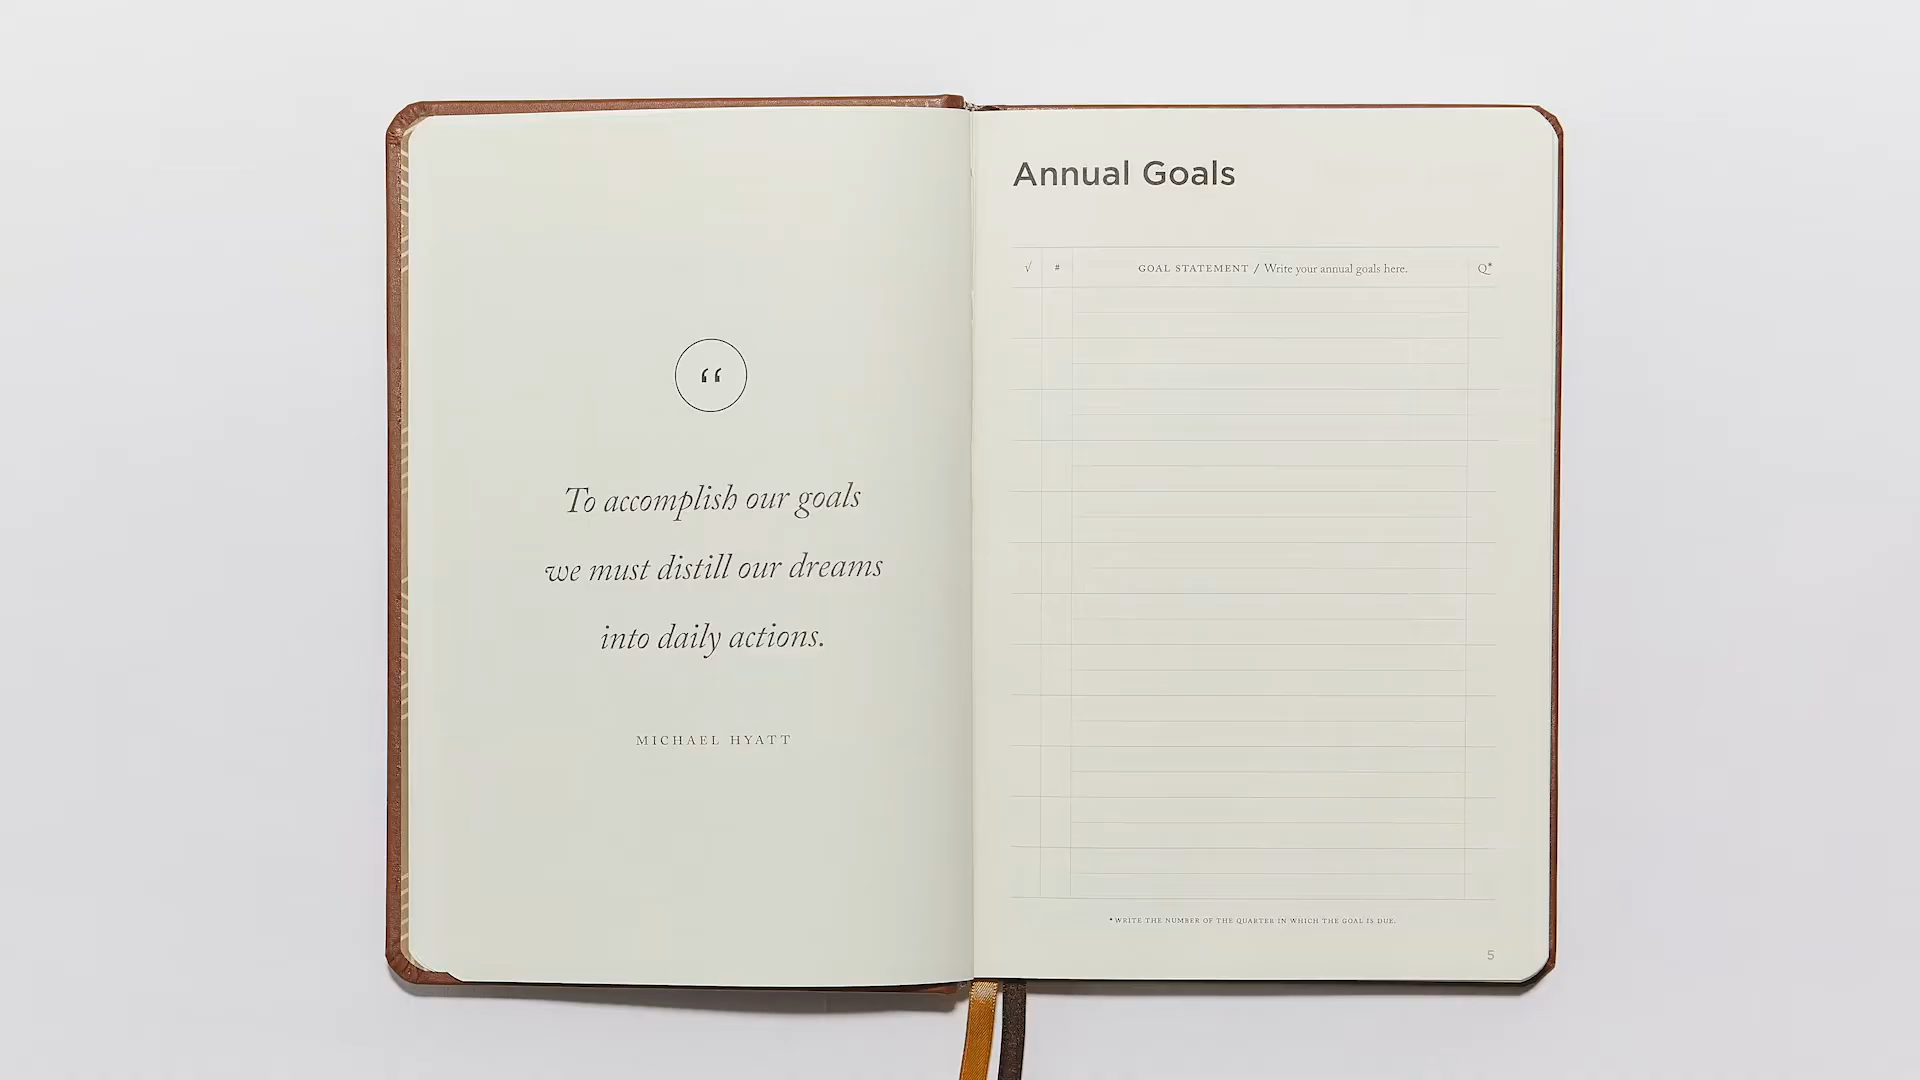 “
To accomplish our goals
we must distill our dreams
into daily actions.
MICHAEL HYATT
Annual Goals
√ # GOAL STATEMENT / Write your annual goals here. Q*
* WRITE THE NUMBER OF THE QUARTER IN WHICH THE GOAL IS DUE.
5